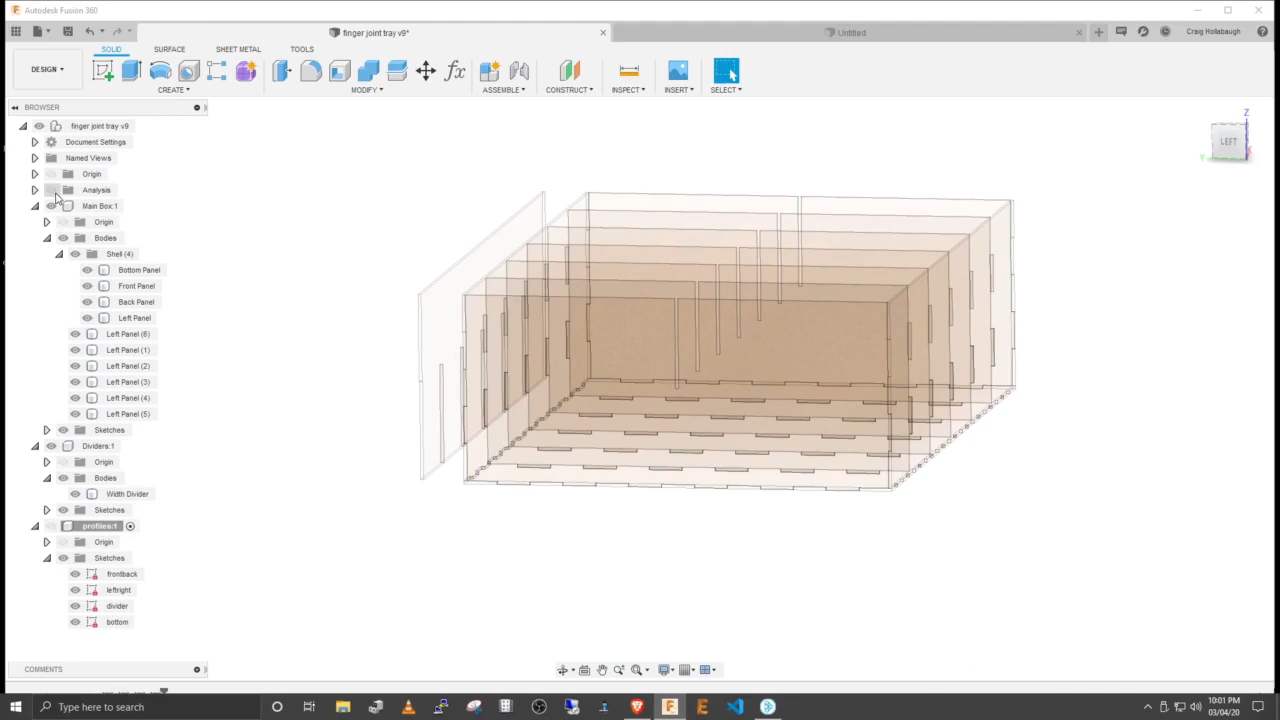 Autodesk Fusion 360
finger joint tray v9*
Untitled
Craig Hollabaugh
SOLID
SURFACE
SHEET METAL
TOOLS
DESIGN
CREATE
MODIFY
ASSEMBLE
CONSTRUCT
INSPECT
INSERT
SELECT
BROWSER
finger joint tray v9
Document Settings
Named Views
Origin
Analysis
Main Box:1
Origin
Bodies
Shell (4)
Bottom Panel
Front Panel
Back Panel
Left Panel
Left Panel (6)
Left Panel (1)
Left Panel (2)
Left Panel (3)
Left Panel (4)
Left Panel (5)
Sketches
Dividers:1
Origin
Bodies
Width Divider
Sketches
profiles:1
Origin
Sketches
frontback
leftright
divider
bottom
Z
LEFT
COMMENTS
Type here to search
10:01 PM
03/04/20